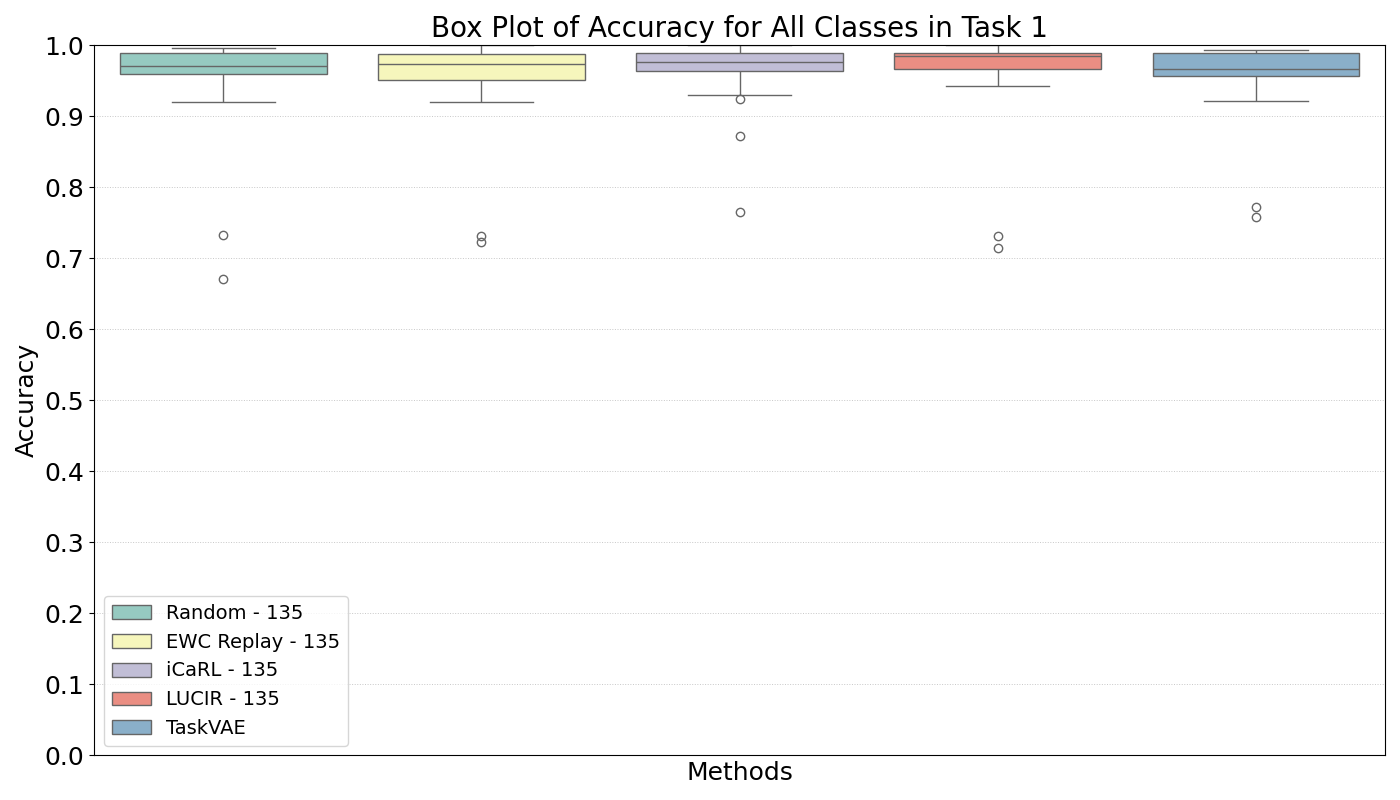 Box Plot of Accuracy for All Classes in Task 1
1.0
0.9
0.8
0.7
0.6
0.5
0.4
0.3
0.2
0.1
0.0
Accuracy
Random - 135
EWC Replay - 135
iCaRL - 135
LUCIR - 135
TaskVAE
Methods